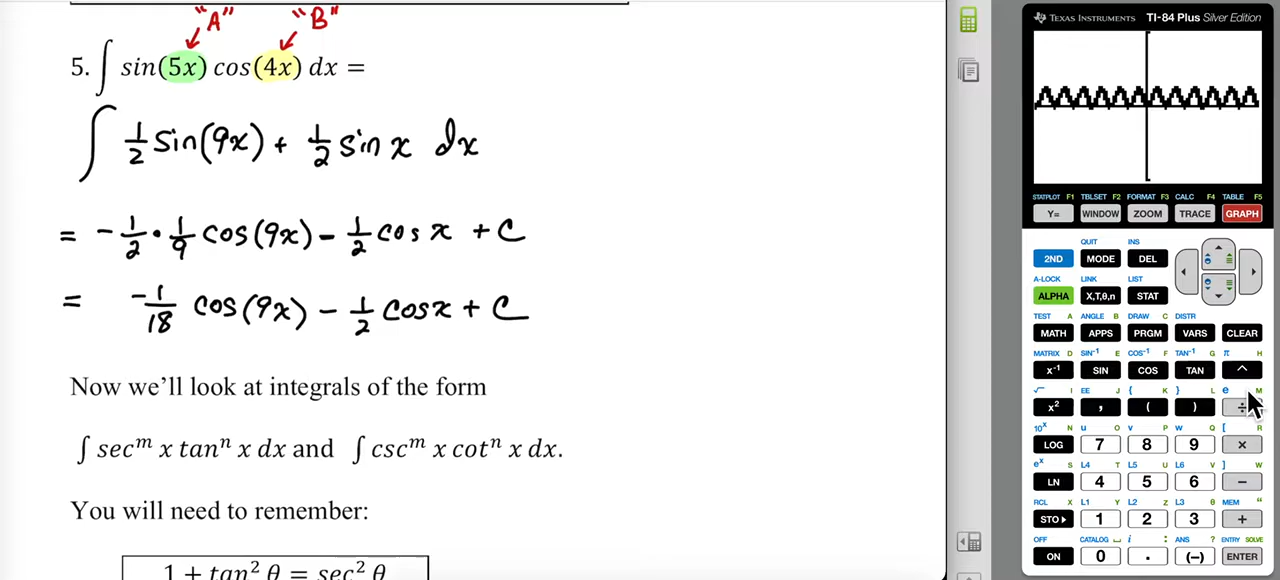 "A" "B"
5. ∫ sin(5x) cos(4x) dx =
∫ 1/2 sin(9x) + 1/2 sin x dx
= -1/2 · 1/9 cos(9x) - 1/2 cos x + C
= -1/18 cos(9x) - 1/2 cos x + C
Now we'll look at integrals of the form
∫ secᵐ x tanⁿ x dx and ∫ cscᵐ x cotⁿ x dx.
You will need to remember:
1 + tan² θ = sec² θ
TEXAS INSTRUMENTS TI-84 Plus Silver Edition
STATPLOT F1 TBLSET F2 FORMAT F3 CALC F4 TABLE F5
Y= WINDOW ZOOM TRACE GRAPH
QUIT INS
2ND MODE DEL
A-LOCK LINK LIST
ALPHA X,T,θ,n STAT
TEST A ANGLE B DRAW C DISTR
MATH APPS PRGM VARS CLEAR
MATRIX D SIN⁻¹ E COS⁻¹ F TAN⁻¹ G π H
x⁻¹ SIN COS TAN ^
√ I EE J { K } L e M
x² , ( ) ÷
10ˣ N u O v P w Q [ R
LOG 7 8 9 ×
eˣ S L4 T L5 U L6 V ] W
LN 4 5 6 −
RCL X L1 Y L2 Z L3 θ MEM "
STO▸ 1 2 3 +
OFF CATALOG ⎵ i : ANS ? ENTRY SOLVE
ON 0 . (−) ENTER